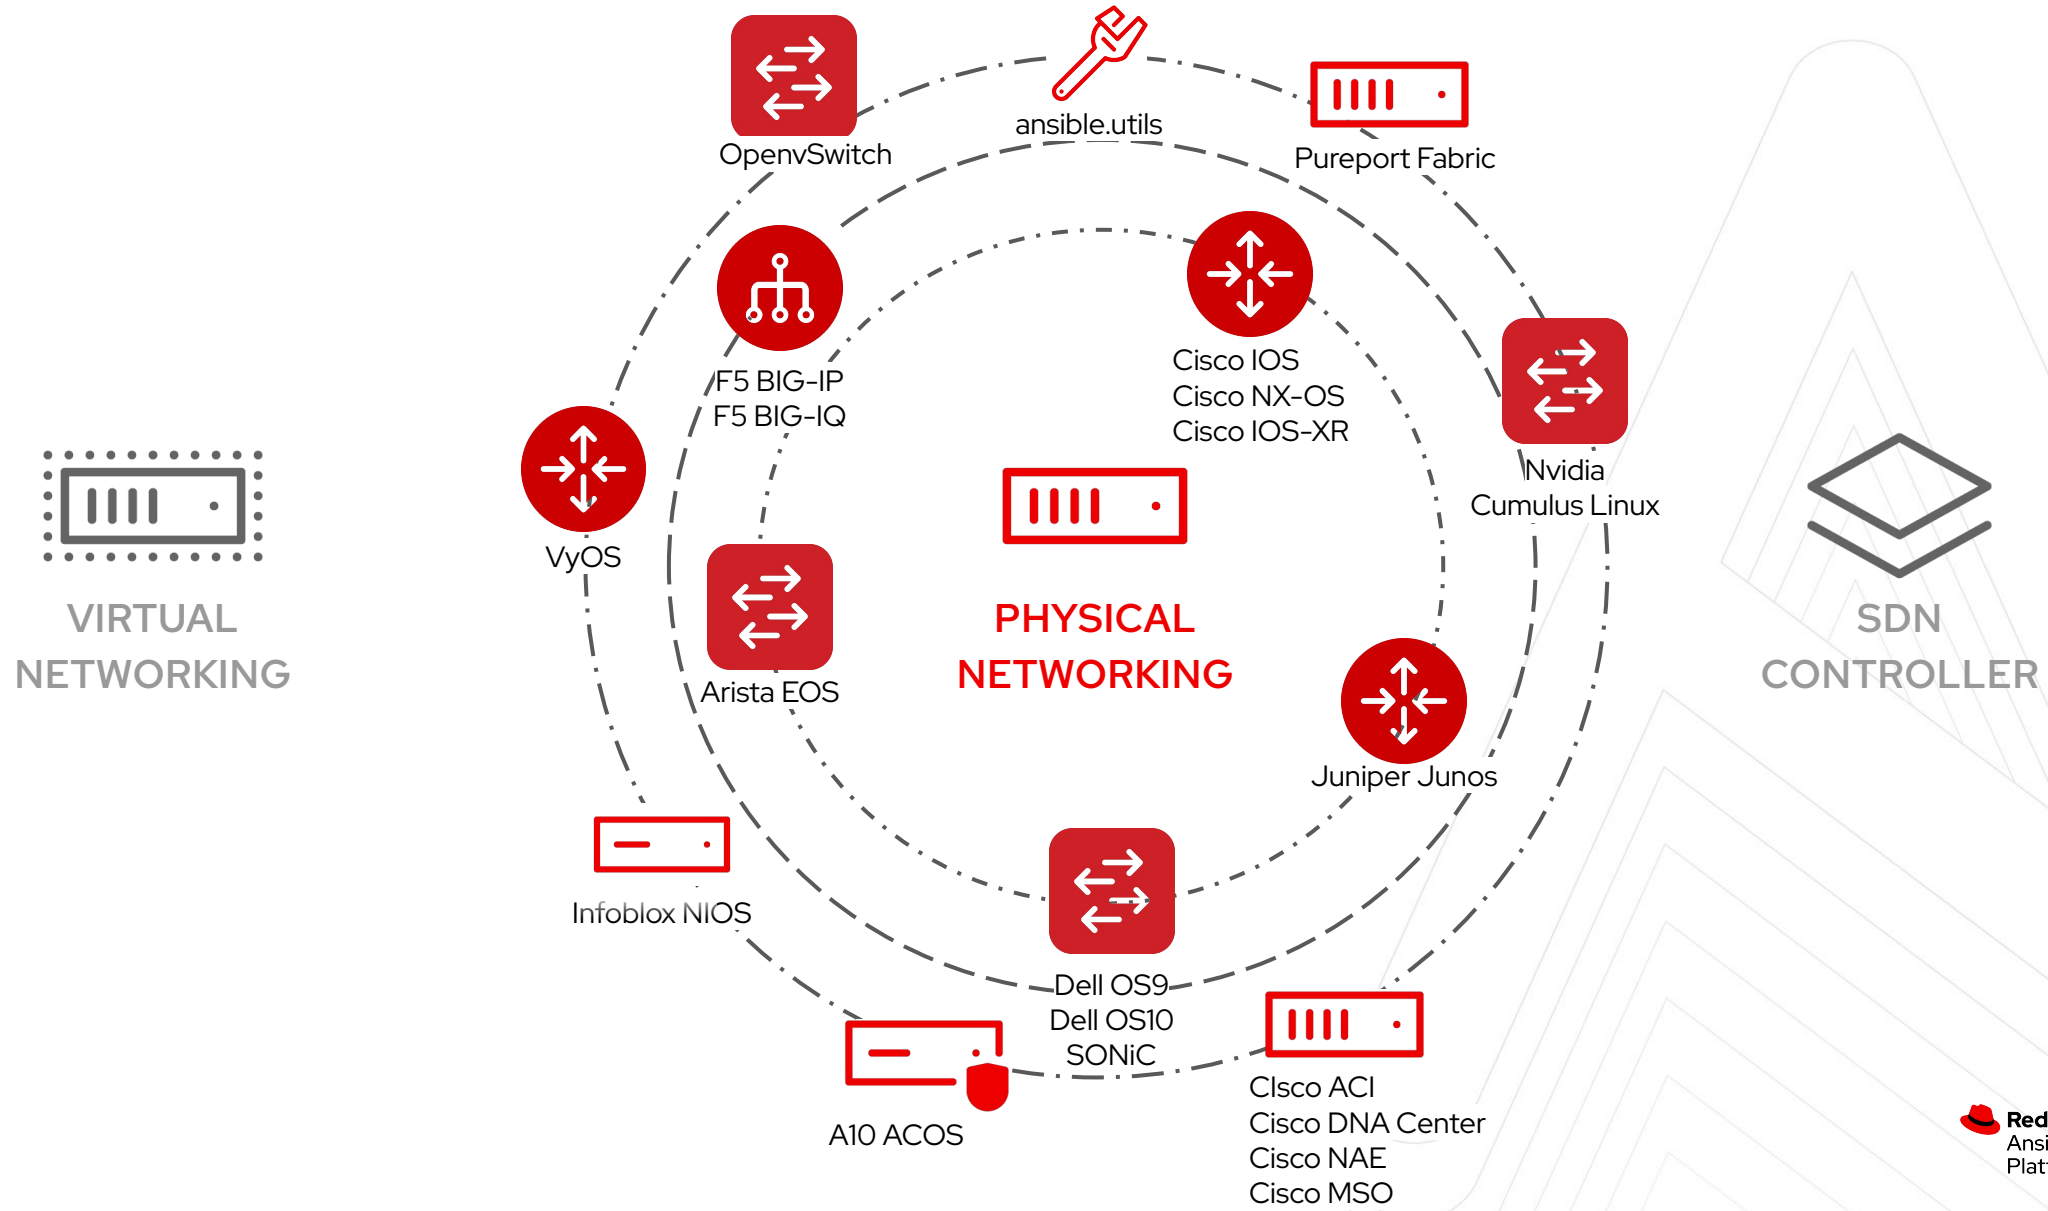 OpenvSwitch
ansible.utils
Pureport Fabric
F5 BIG-IP
F5 BIG-IQ
Cisco IOS
Cisco NX-OS
Cisco IOS-XR
VyOS
Nvidia
Cumulus Linux
VIRTUAL
NETWORKING
PHYSICAL
NETWORKING
SDN
CONTROLLER
Arista EOS
Juniper Junos
Infoblox NIOS
Dell OS9
Dell OS10
SONiC
A10 ACOS
CIsco ACI
Cisco DNA Center
Cisco NAE
Cisco MSO
Red
Ansi
Plat